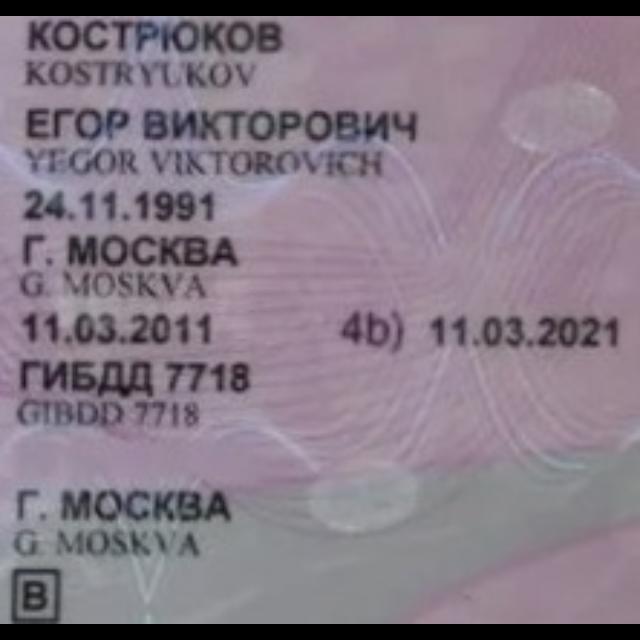 КОСТРЮКОВ
KOSTRYUKOV
ЕГОР ВИКТОРОВИЧ
YEGOR VIKTOROVICH
24.11.1991
Г. МОСКВА
G. MOSKVA
11.03.2011 4b) 11.03.2021
ГИБДД 7718
GIBDD 7718
Г. МОСКВА
G. MOSKVA
B